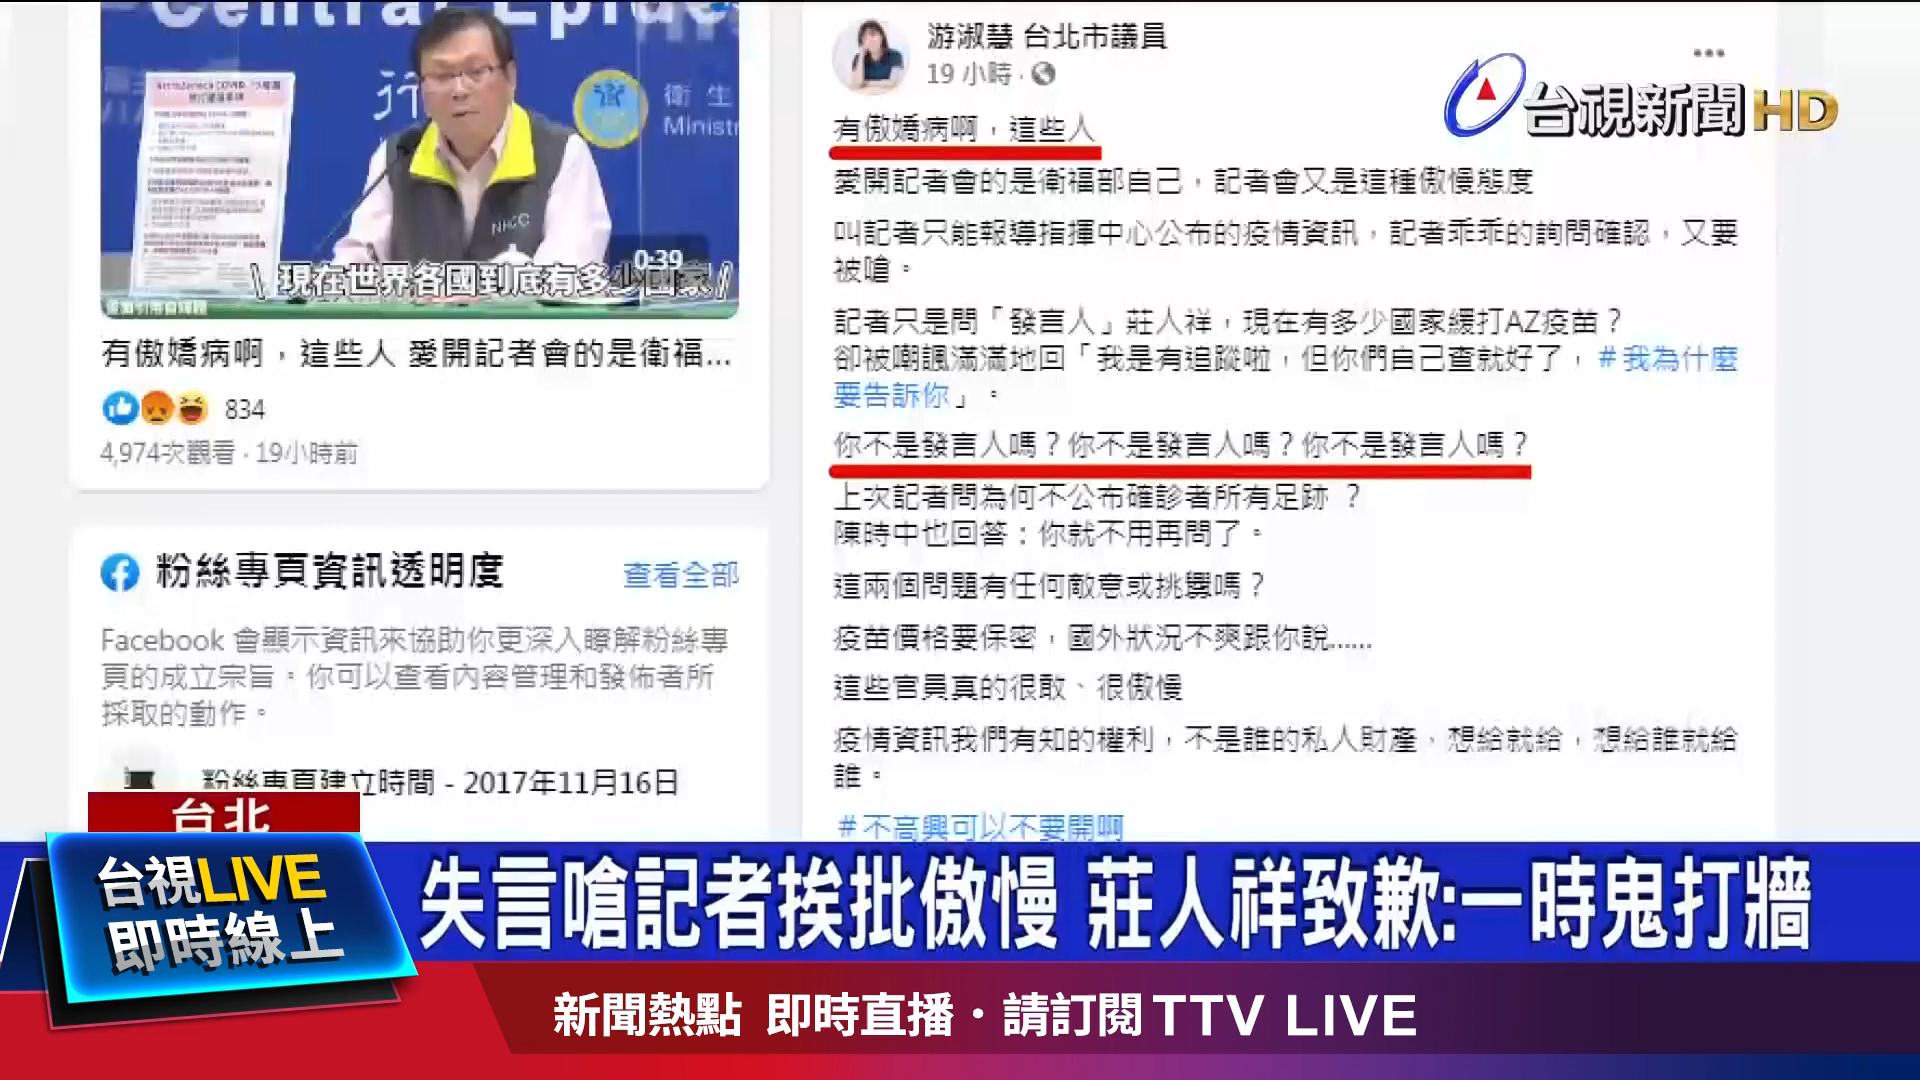 Central Epide
行
衛生
Ministr
NHCC
0:39
\現在世界各國到底有多少國家/
有傲嬌病啊，這些人 愛開記者會的是衛福...
834
4,974次觀看 · 19小時前
粉絲專頁資訊透明度
查看全部
Facebook 會顯示資訊來協助你更深入瞭解粉絲專
頁的成立宗旨。你可以查看內容管理和發佈者所
採取的動作。
粉絲專頁建立時間 - 2017年11月16日
游淑慧 台北市議員
19 小時 ·
有傲嬌病啊，這些人
愛開記者會的是衛福部自己，記者會又是這種傲慢態度
叫記者只能報導指揮中心公布的疫情資訊，記者乖乖的詢問確認，又要
被嗆。
記者只是問「發言人」莊人祥，現在有多少國家緩打AZ疫苗？
卻被嘲諷滿滿地回「我是有追蹤啦，但你們自己查就好了，#我為什麼
要告訴你」。
你不是發言人嗎？你不是發言人嗎？你不是發言人嗎？
上次記者問為何不公布確診者所有足跡 ？
陳時中也回答：你就不用再問了。
這兩個問題有任何敵意或挑釁嗎？
疫苗價格要保密，國外狀況不爽跟你說......
這些官員真的很敢、很傲慢
疫情資訊我們有知的權利，不是誰的私人財產，想給就給，想給誰就給
誰。
#不高興可以不要開啊
台視新聞HD
台北
台視LIVE
即時線上
失言嗆記者挨批傲慢 莊人祥致歉:一時鬼打牆
新聞熱點 即時直播・請訂閱TTV LIVE